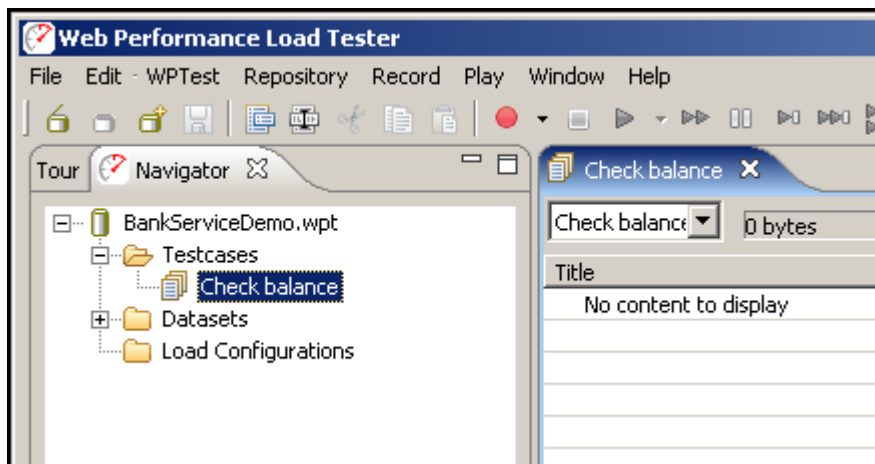 Web Performance Load Tester
File Edit WPTest Repository Record Play Window Help
Tour Navigator
Check balance
BankServiceDemo.wpt
Testcases
Check balance
Datasets
Load Configurations
Check balance 0 bytes
Title
No content to display